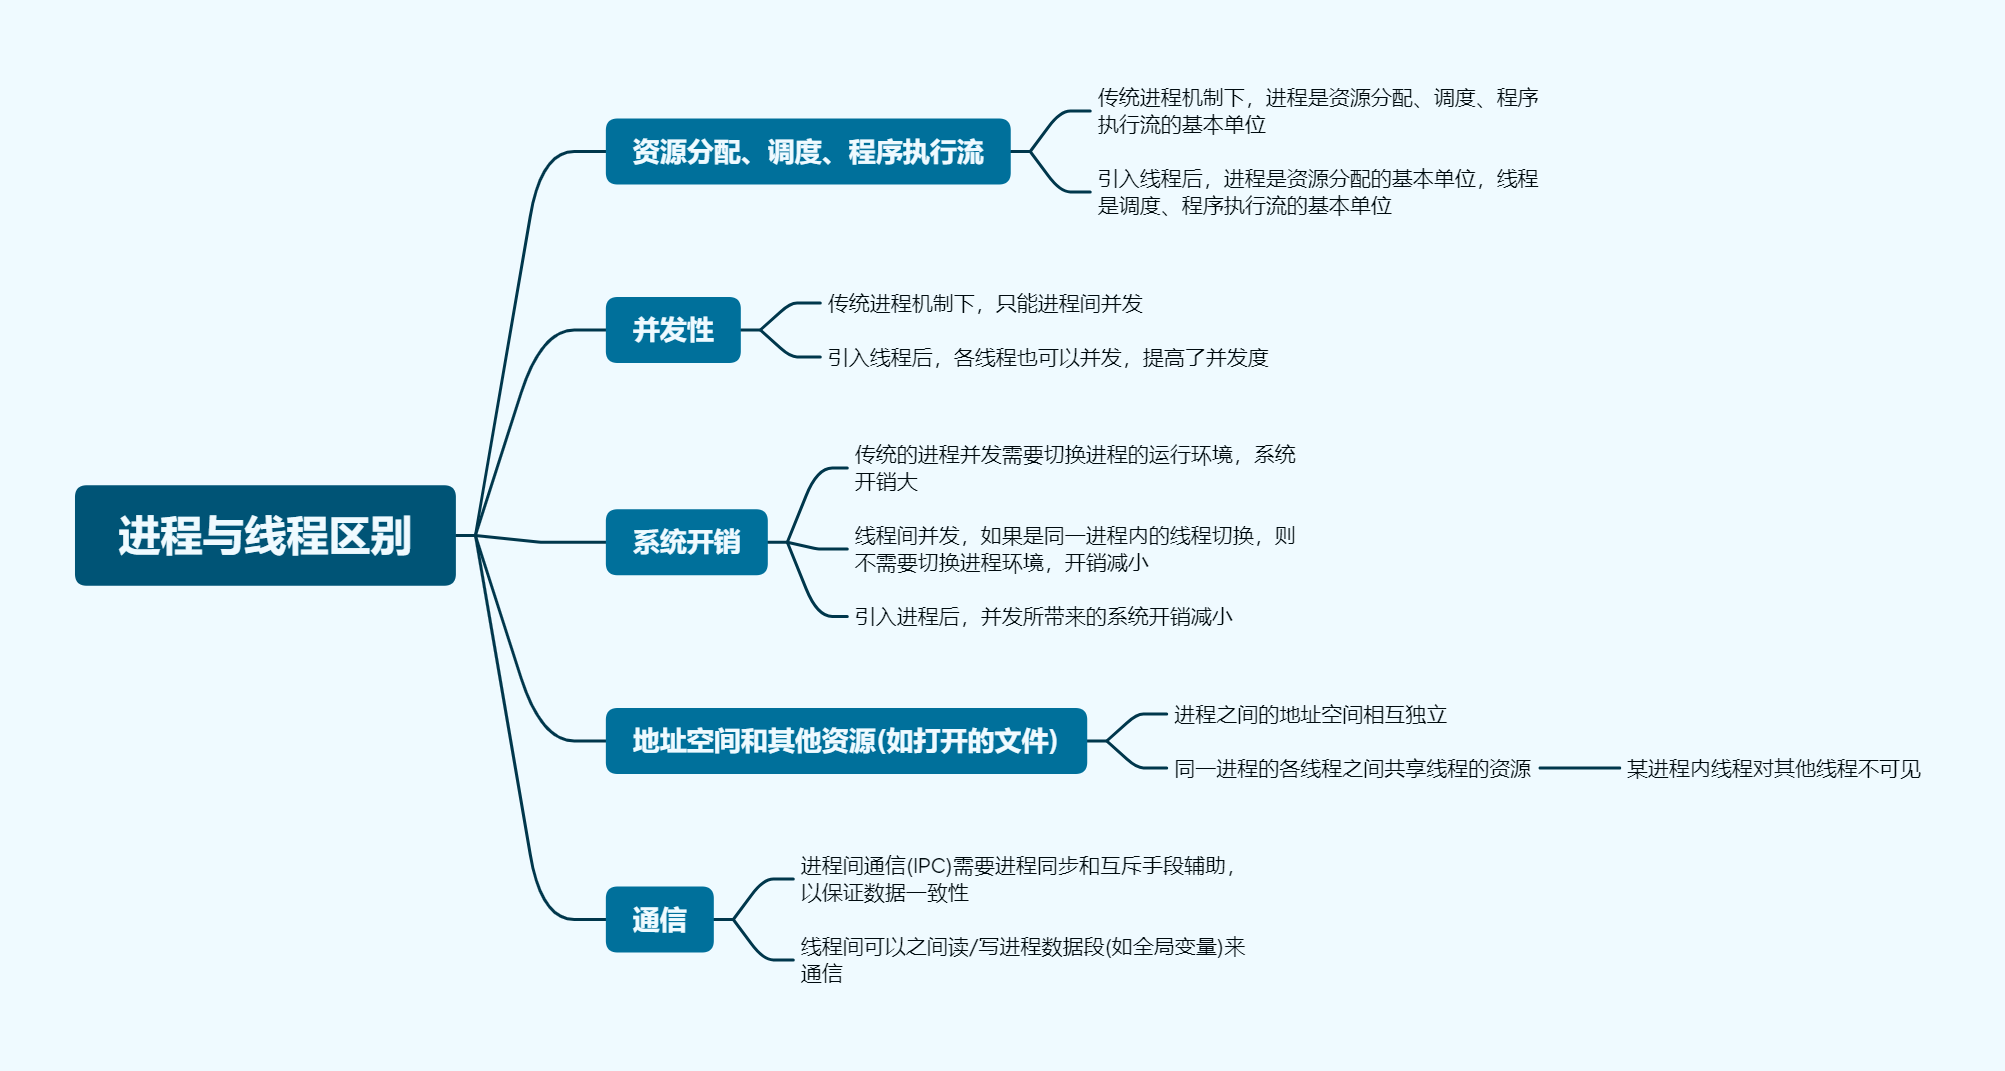 进程与线程区别
资源分配、调度、程序执行流
传统进程机制下，进程是资源分配、调度、程序
执行流的基本单位
引入线程后，进程是资源分配的基本单位，线程
是调度、程序执行流的基本单位
并发性
传统进程机制下，只能进程间并发
引入线程后，各线程也可以并发，提高了并发度
系统开销
传统的进程并发需要切换进程的运行环境，系统
开销大
线程间并发，如果是同一进程内的线程切换，则
不需要切换进程环境，开销减小
引入进程后，并发所带来的系统开销减小
地址空间和其他资源(如打开的文件)
进程之间的地址空间相互独立
同一进程的各线程之间共享线程的资源
某进程内线程对其他线程不可见
通信
进程间通信(IPC)需要进程同步和互斥手段辅助，
以保证数据一致性
线程间可以之间读/写进程数据段(如全局变量)来
通信